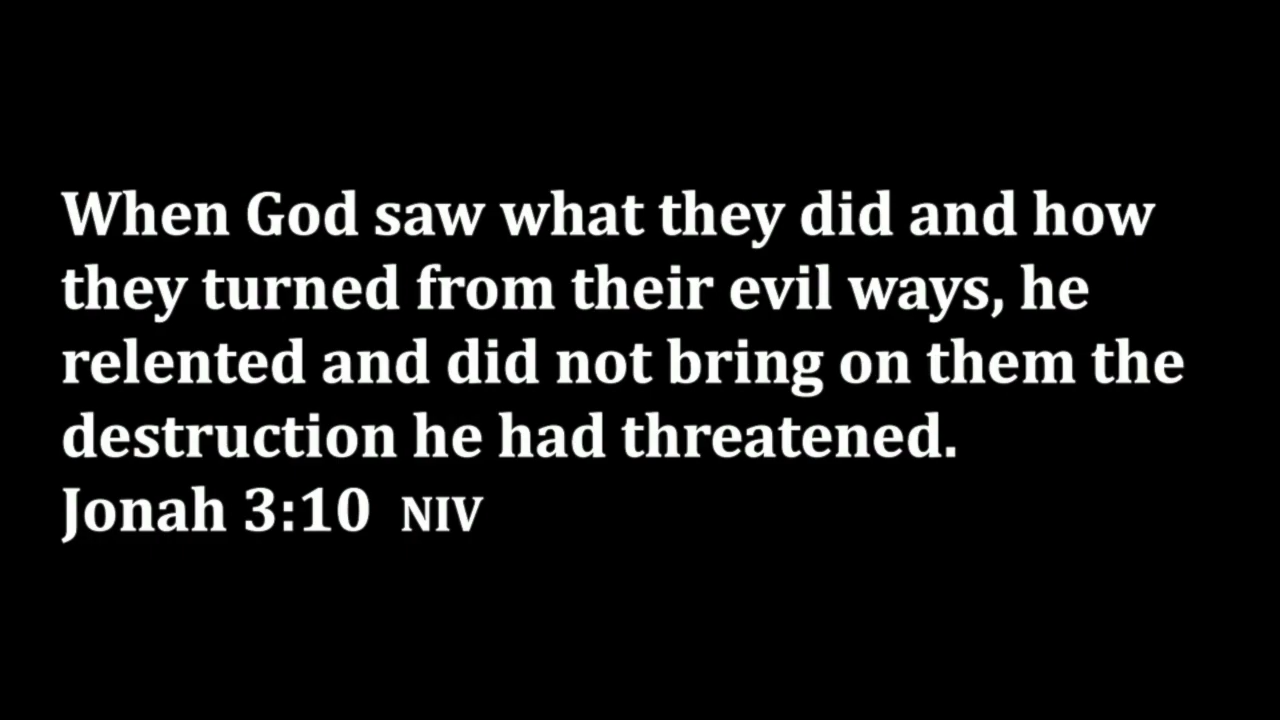 When God saw what they did and how
they turned from their evil ways, he
relented and did not bring on them the
destruction he had threatened.
Jonah 3:10 NIV